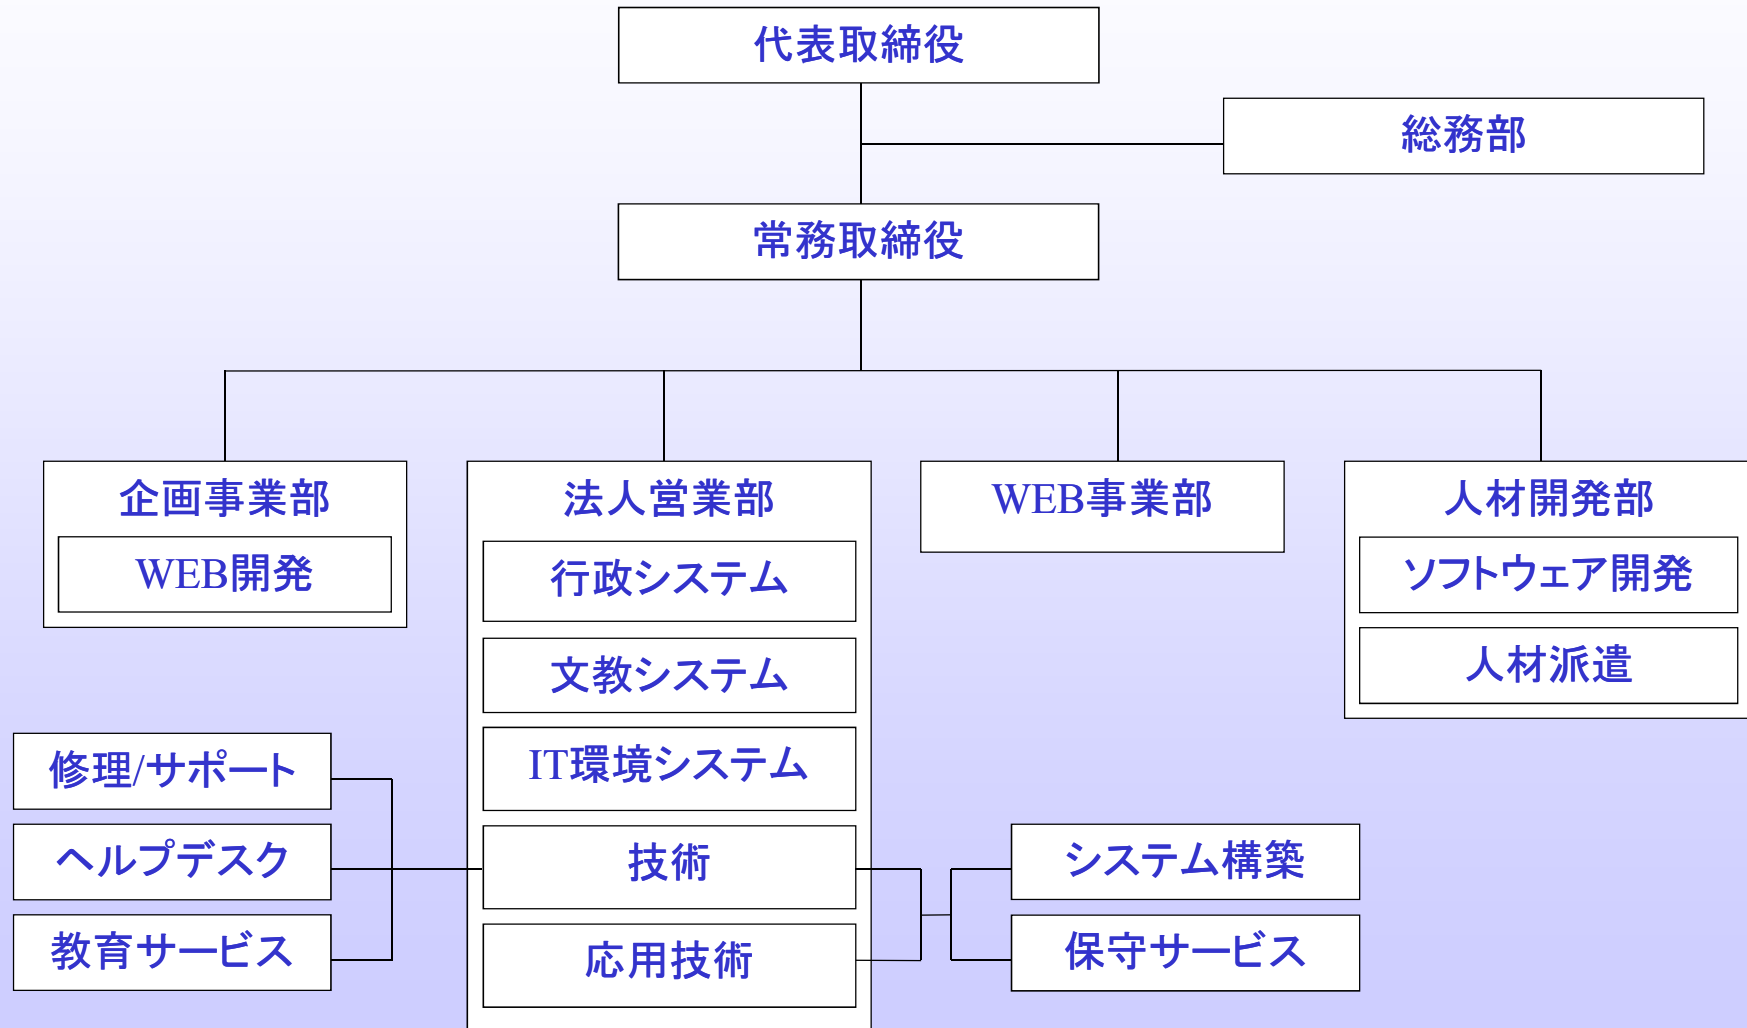 代表取締役
総務部
常務取締役
企画事業部
WEB開発
法人営業部
行政システム
文教システム
IT環境システム
技術
応用技術
WEB事業部
人材開発部
ソフトウェア開発
人材派遣
修理/サポート
ヘルプデスク
教育サービス
システム構築
保守サービス